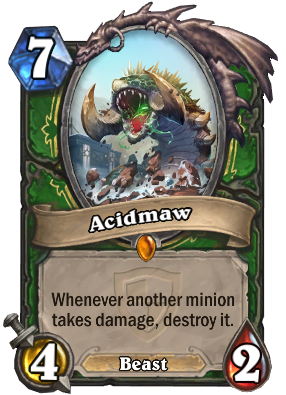 7
Acidmaw
Whenever another minion
takes damage, destroy it.
4
Beast
2